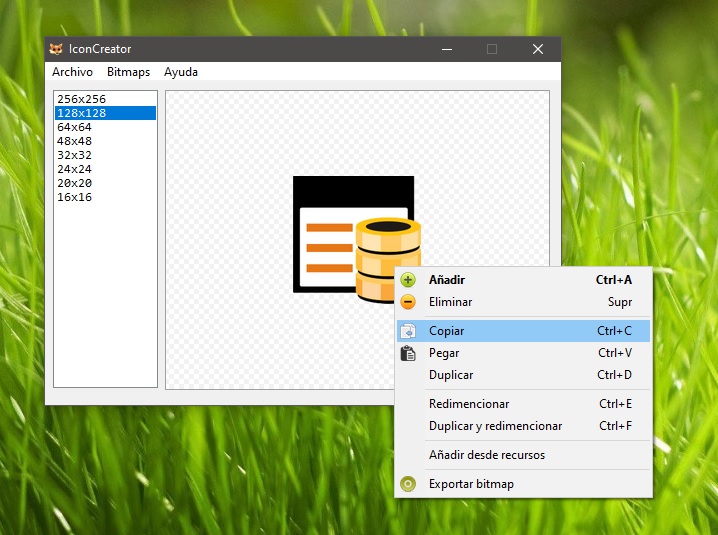 IconCreator
Archivo Bitmaps Ayuda
256x256
128x128
64x64
48x48
32x32
24x24
20x20
16x16
Añadir Ctrl+A
Eliminar Supr
Copiar Ctrl+C
Pegar Ctrl+V
Duplicar Ctrl+D
Redimencionar Ctrl+E
Duplicar y redimencionar Ctrl+F
Añadir desde recursos
Exportar bitmap